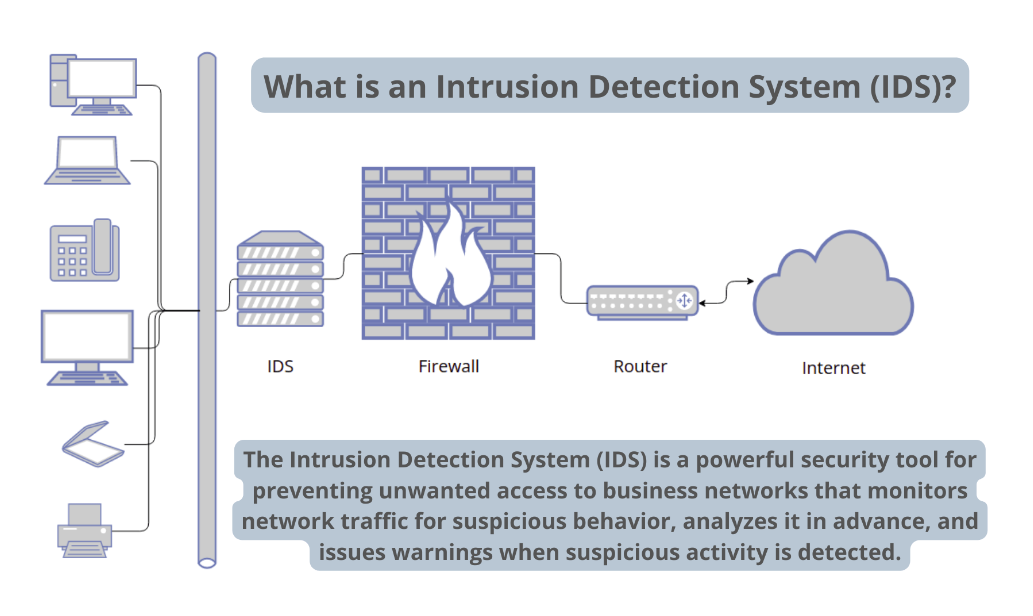 What is an Intrusion Detection System (IDS)?
IDS
Firewall
Router
Internet
The Intrusion Detection System (IDS) is a powerful security tool for
preventing unwanted access to business networks that monitors
network traffic for suspicious behavior, analyzes it in advance, and
issues warnings when suspicious activity is detected.